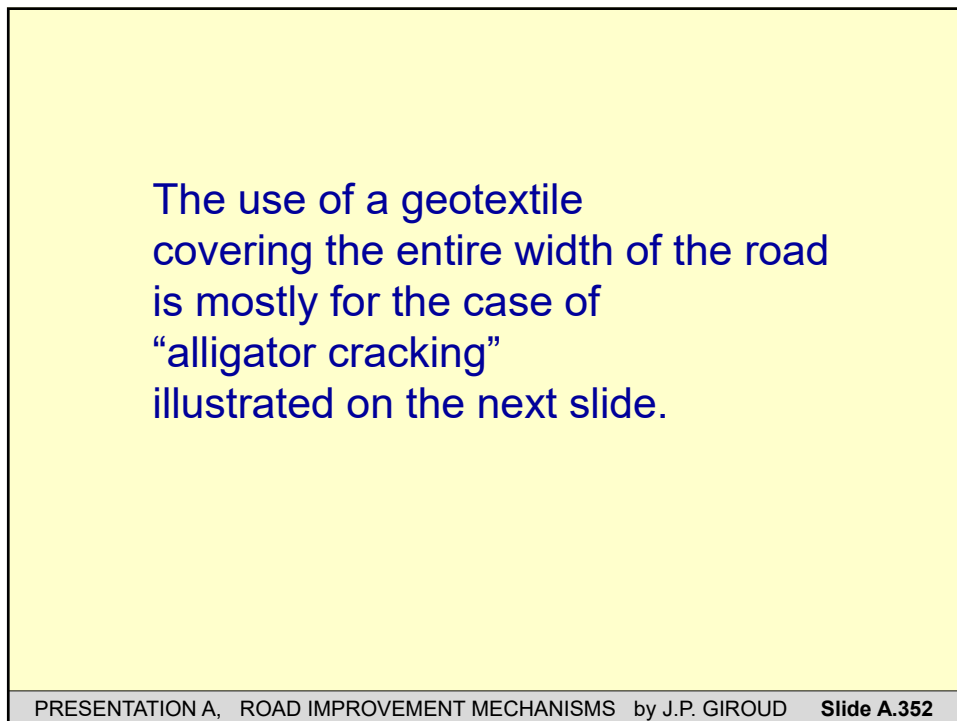 The use of a geotextile
covering the entire width of the road
is mostly for the case of
“alligator cracking”
illustrated on the next slide.
PRESENTATION A, ROAD IMPROVEMENT MECHANISMS by J.P. GIROUD Slide A.352